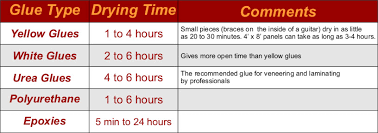 Glue Type Drying Time Comments
Yellow Glues 1 to 4 hours Small pieces (braces on the inside of a guitar) dry in as little
as 20 to 30 minutes. 4' x 8' panels can take as long as 3-4 hours.
White Glues 2 to 6 hours Gives more open time than yellow glues
Urea Glues 4 to 6 hours The recommended glue for veneering and laminating
by professionals
Polyurethane 1 to 6 hours
Epoxies 5 min to 24 hours